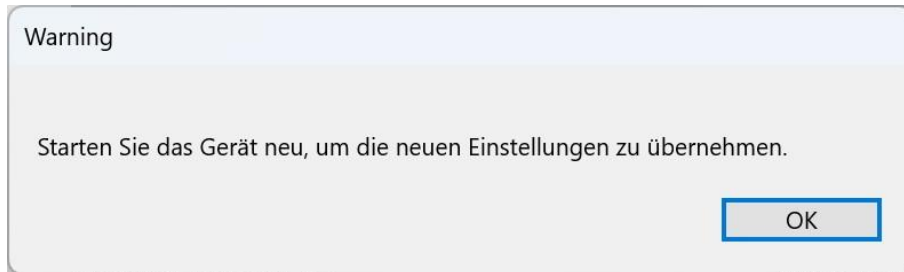 Warning
Starten Sie das Gerät neu, um die neuen Einstellungen zu übernehmen.
OK